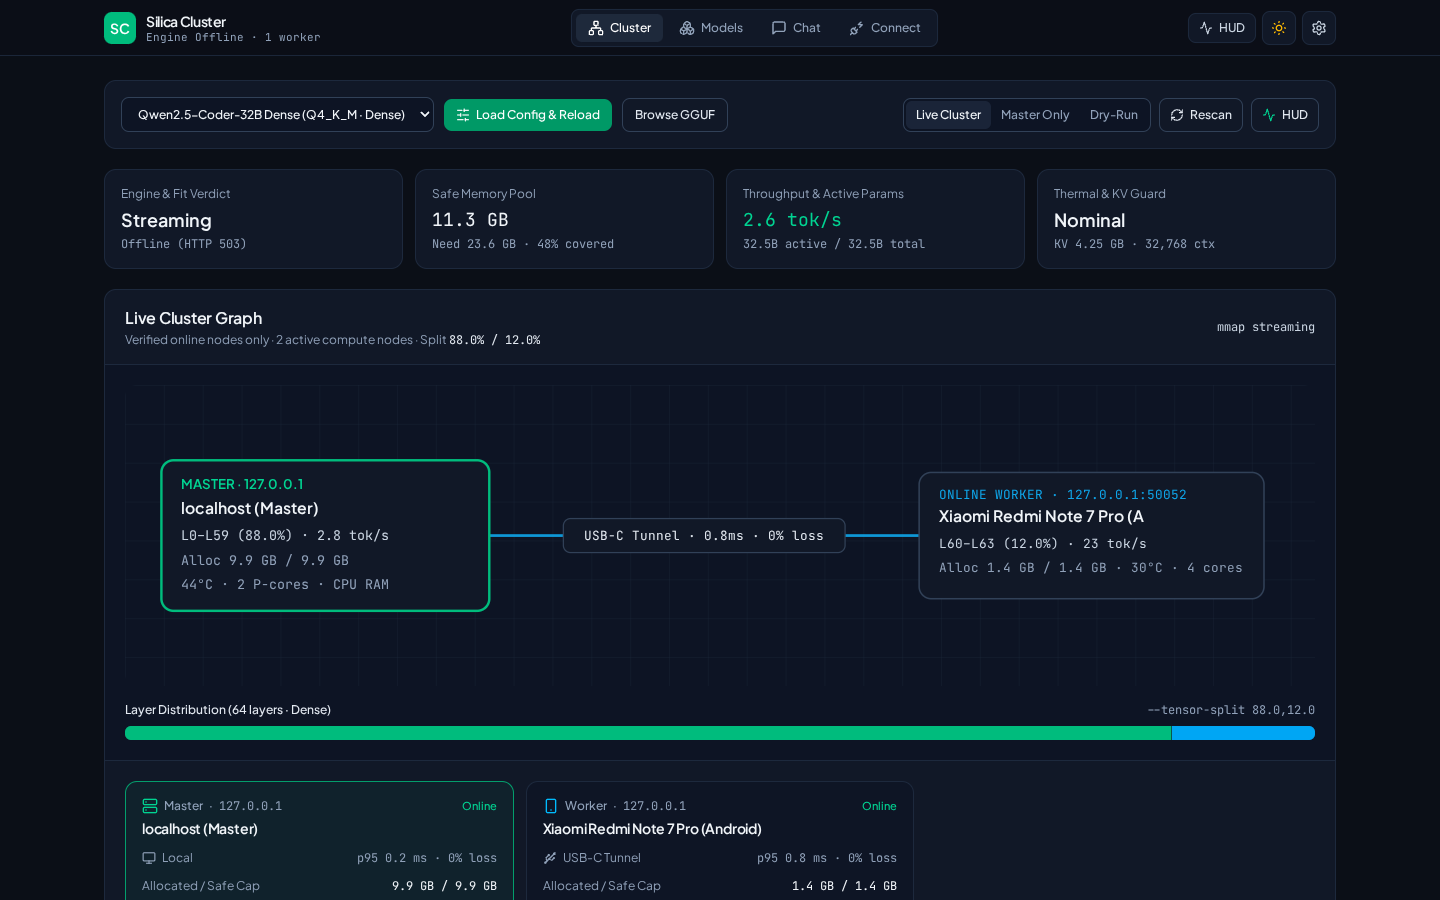 SC
Silica Cluster
Engine Offline · 1 worker
Cluster
Models
Chat
Connect
HUD
Qwen2.5-Coder-32B Dense (Q4_K_M · Dense)
Load Config & Reload
Browse GGUF
Live Cluster
Master Only
Dry-Run
Rescan
HUD
Engine & Fit Verdict
Streaming
Offline (HTTP 503)
Safe Memory Pool
11.3 GB
Need 23.6 GB · 48% covered
Throughput & Active Params
2.6 tok/s
32.5B active / 32.5B total
Thermal & KV Guard
Nominal
KV 4.25 GB · 32,768 ctx
Live Cluster Graph
Verified online nodes only · 2 active compute nodes · Split 88.0% / 12.0%
mmap streaming
MASTER · 127.0.0.1
localhost (Master)
L0-L59 (88.0%) · 2.8 tok/s
Alloc 9.9 GB / 9.9 GB
44°C · 2 P-cores · CPU RAM
USB-C Tunnel · 0.8ms · 0% loss
ONLINE WORKER · 127.0.0.1:50052
Xiaomi Redmi Note 7 Pro (A
L60-L63 (12.0%) · 23 tok/s
Alloc 1.4 GB / 1.4 GB · 30°C · 4 cores
Layer Distribution (64 layers · Dense)
--tensor-split 88.0,12.0
Master · 127.0.0.1
Online
localhost (Master)
Local
p95 0.2 ms · 0% loss
Allocated / Safe Cap
9.9 GB / 9.9 GB
Worker · 127.0.0.1
Online
Xiaomi Redmi Note 7 Pro (Android)
USB-C Tunnel
p95 0.8 ms · 0% loss
Allocated / Safe Cap
1.4 GB / 1.4 GB